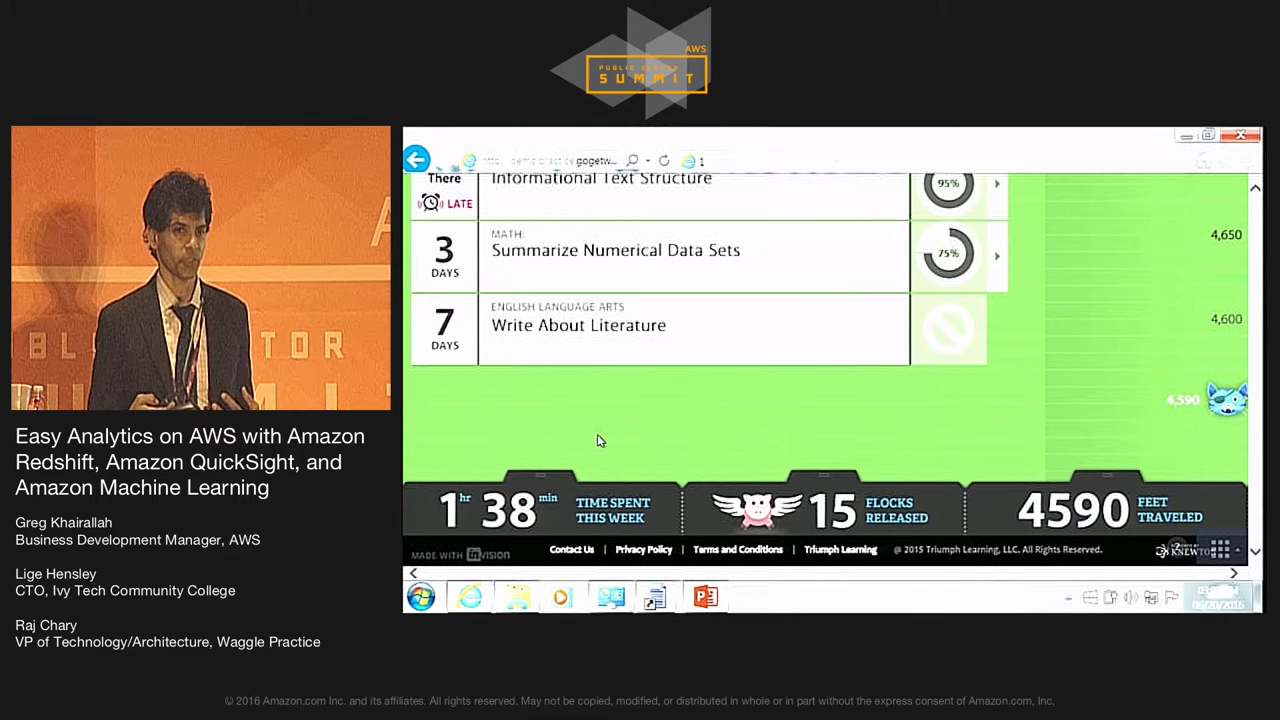 AWS
PUBLIC SECTOR
SUMMIT
gogetw...
1
There
LATE
Informational Text Structure
95%
3
DAYS
MATH:
Summarize Numerical Data Sets
75%
7
DAYS
ENGLISH LANGUAGE ARTS
Write About Literature
4,650
4,600
4,590
1 hr 38 min
TIME SPENT
THIS WEEK
15
FLOCKS
RELEASED
4590
FEET
TRAVELED
MADE WITH invision
Contact Us | Privacy Policy | Terms and Conditions | Triumph Learning | @ 2015 Triumph Learning, LLC. All Rights Reserved.
Easy Analytics on AWS with Amazon
Redshift, Amazon QuickSight, and
Amazon Machine Learning
Greg Khairallah
Business Development Manager, AWS
Lige Hensley
CTO, Ivy Tech Community College
Raj Chary
VP of Technology/Architecture, Waggle Practice
© 2016 Amazon.com Inc. and its affiliates. All rights reserved. May not be copied, modified, or distributed in whole or in part without the express consent of Amazon.com, Inc.